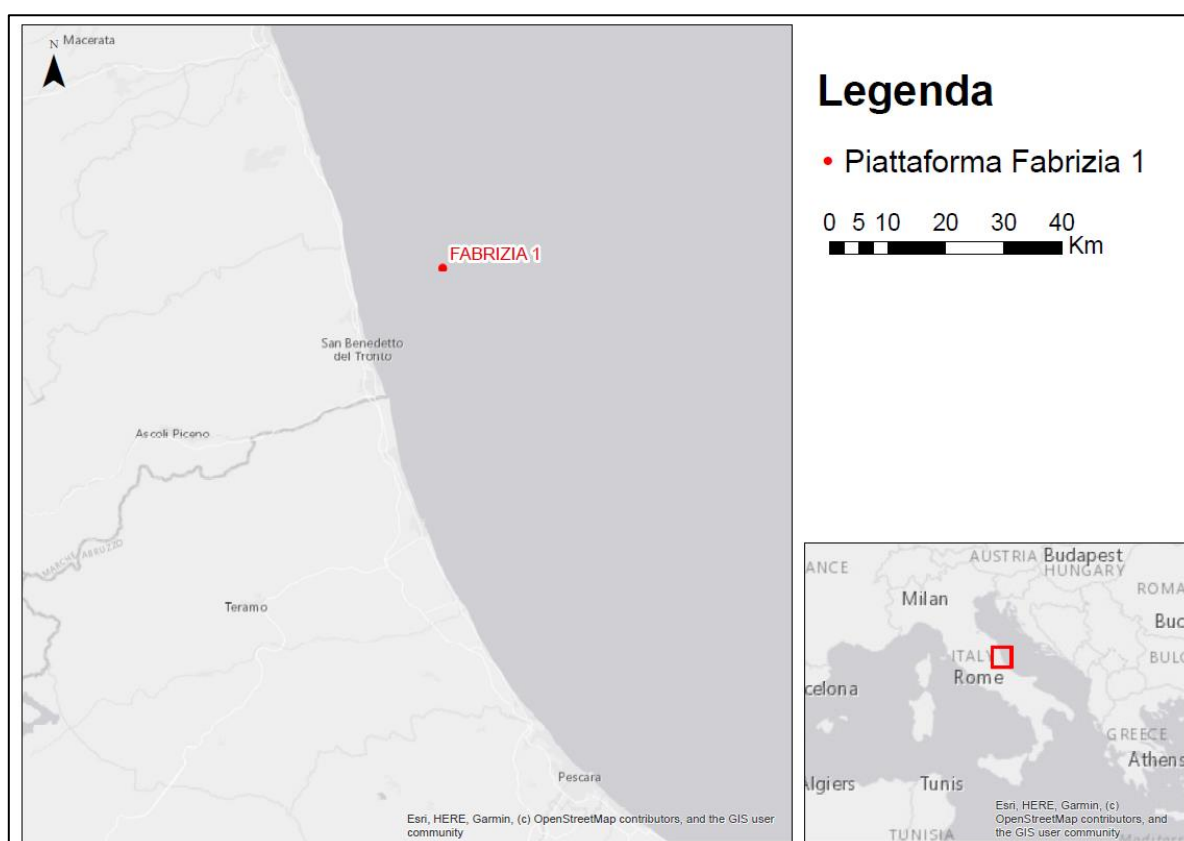 N
Macerata
FABRIZIA 1
San Benedetto
del Tronto
Ascoli Piceno
MARCHE
ABRUZZO
Teramo
Pescara
Esri, HERE, Garmin, (c) OpenStreetMap contributors, and the GIS user
community
Legenda
Piattaforma Fabrizia 1
0 5 10 20 30 40
Km
ANCE
AUSTRIA
Budapest
HUNGARY
Milan
ROMA
Buc
ITALY
BULG
Rome
celona
GREECE
Athens
Algiers
Tunis
Esri, HERE, Garmin, (c)
OpenStreetMap contributors, and
the GIS user community
TUNISIA